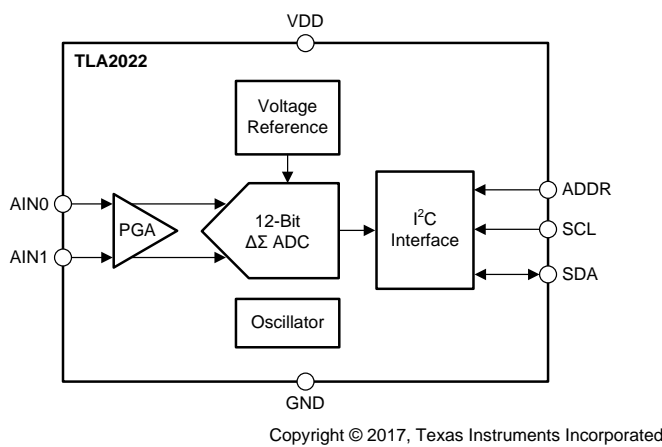 VDD
TLA2022
Voltage
Reference
AIN0
AIN1
PGA
12-Bit
ΔΣ ADC
I²C
Interface
ADDR
SCL
SDA
Oscillator
GND
Copyright © 2017, Texas Instruments Incorporated